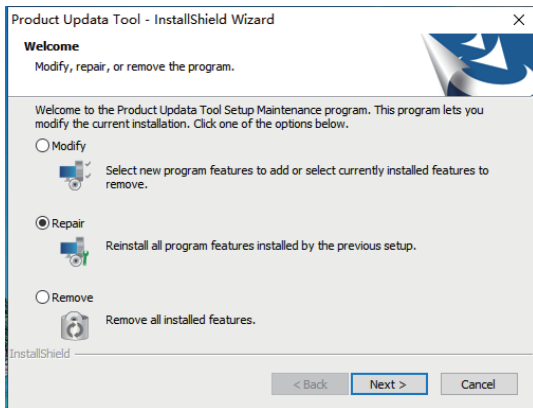 Product Updata Tool - InstallShield Wizard
Welcome
Modify, repair, or remove the program.
Welcome to the Product Updata Tool Setup Maintenance program. This program lets you
modify the current installation. Click one of the options below.
Modify
Select new program features to add or select currently installed features to
remove.
Repair
Reinstall all program features installed by the previous setup.
Remove
Remove all installed features.
InstallShield
< Back Next > Cancel